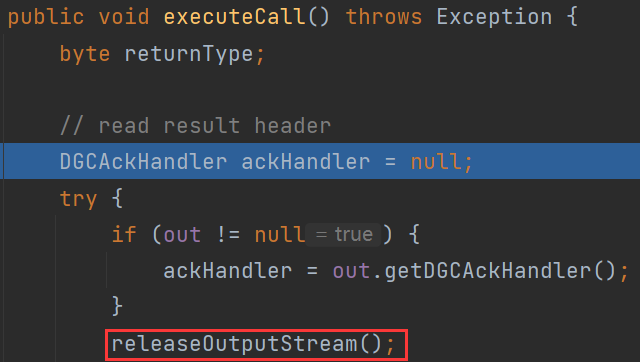 public void executeCall() throws Exception {
byte returnType;
// read result header
DGCAckHandler ackHandler = null;
try {
if (out != null = true ) {
ackHandler = out.getDGCAckHandler();
}
releaseOutputStream();